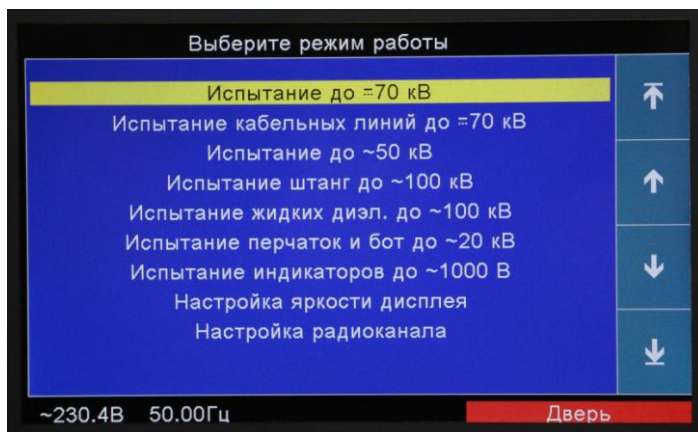 Выберите режим работы
Испытание до ⎓70 кВ
Испытание кабельных линий до ⎓70 кВ
Испытание до ~50 кВ
Испытание штанг до ~100 кВ
Испытание жидких диэл. до ~100 кВ
Испытание перчаток и бот до ~20 кВ
Испытание индикаторов до ~1000 В
Настройка яркости дисплея
Настройка радиоканала
~230.4В 50.00Гц Дверь